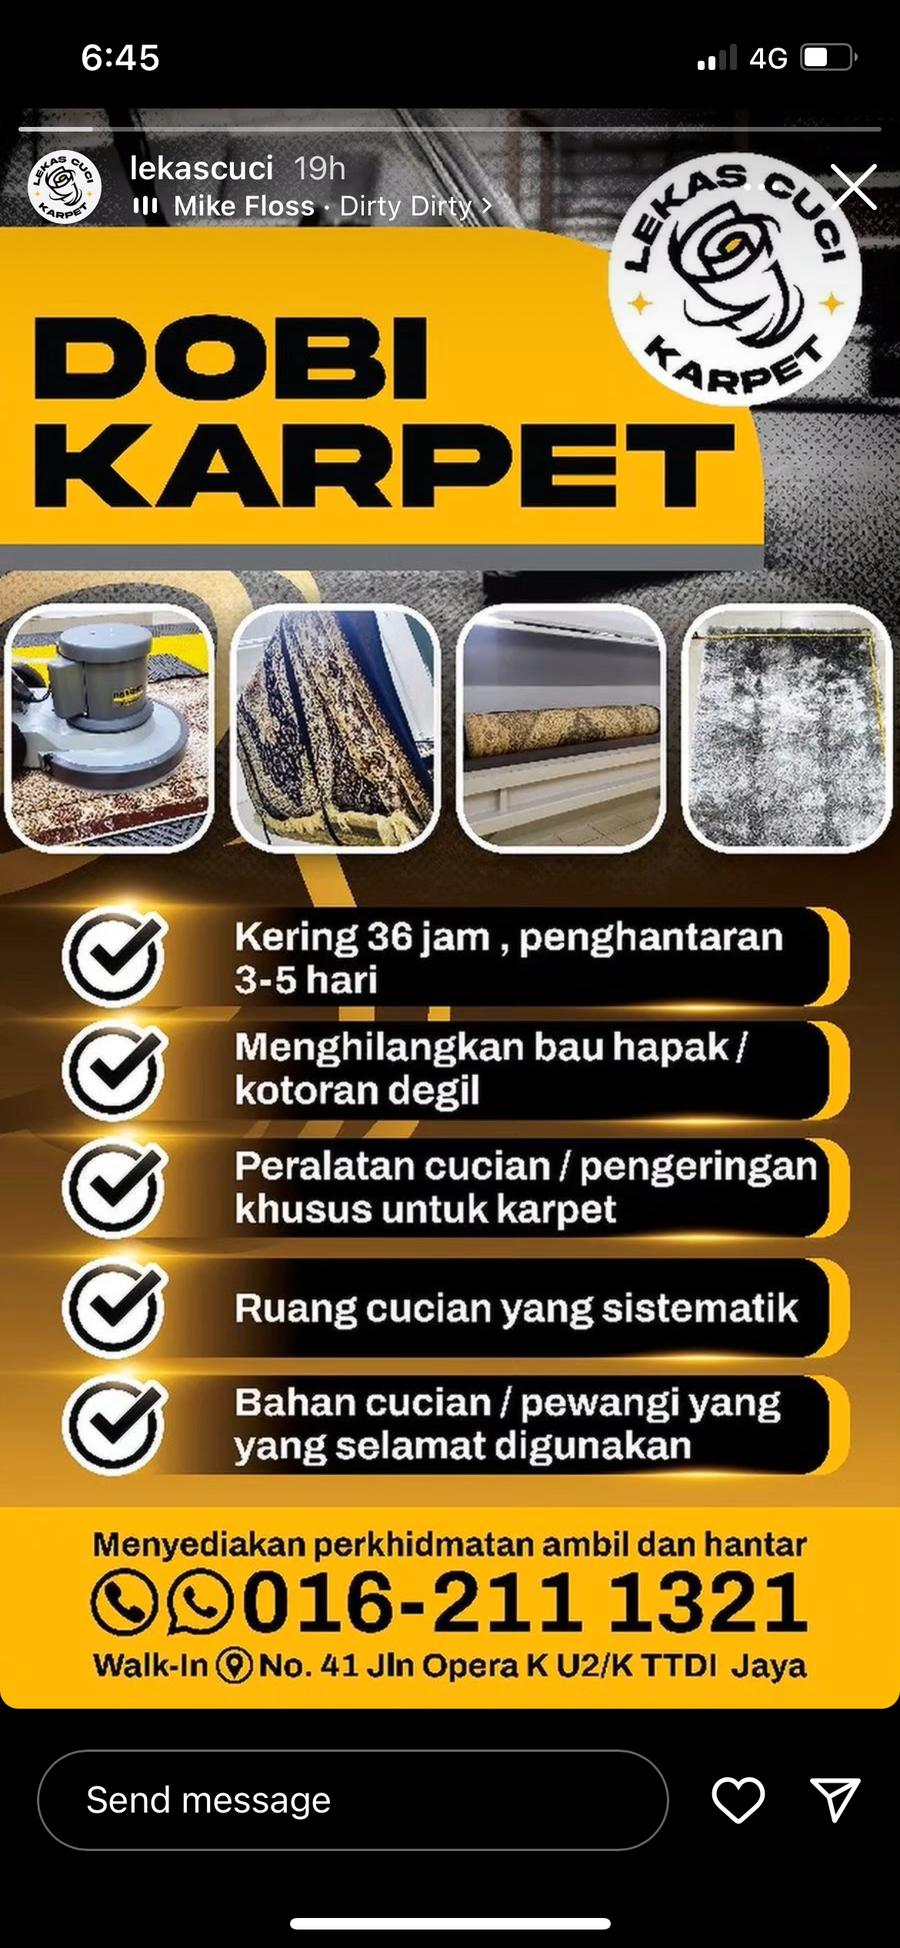 6:45
4G
lekascuci 19h
Mike Floss · Dirty Dirty >
LEKAS CUCI
KARPET
LEKAS CUCI
KARPET
DOBI
KARPET
Kering 36 jam , penghantaran
3-5 hari
Menghilangkan bau hapak /
kotoran degil
Peralatan cucian / pengeringan
khusus untuk karpet
Ruang cucian yang sistematik
Bahan cucian / pewangi yang
yang selamat digunakan
Menyediakan perkhidmatan ambil dan hantar
016-211 1321
Walk-In No. 41 Jln Opera K U2/K TTDI Jaya
Send message